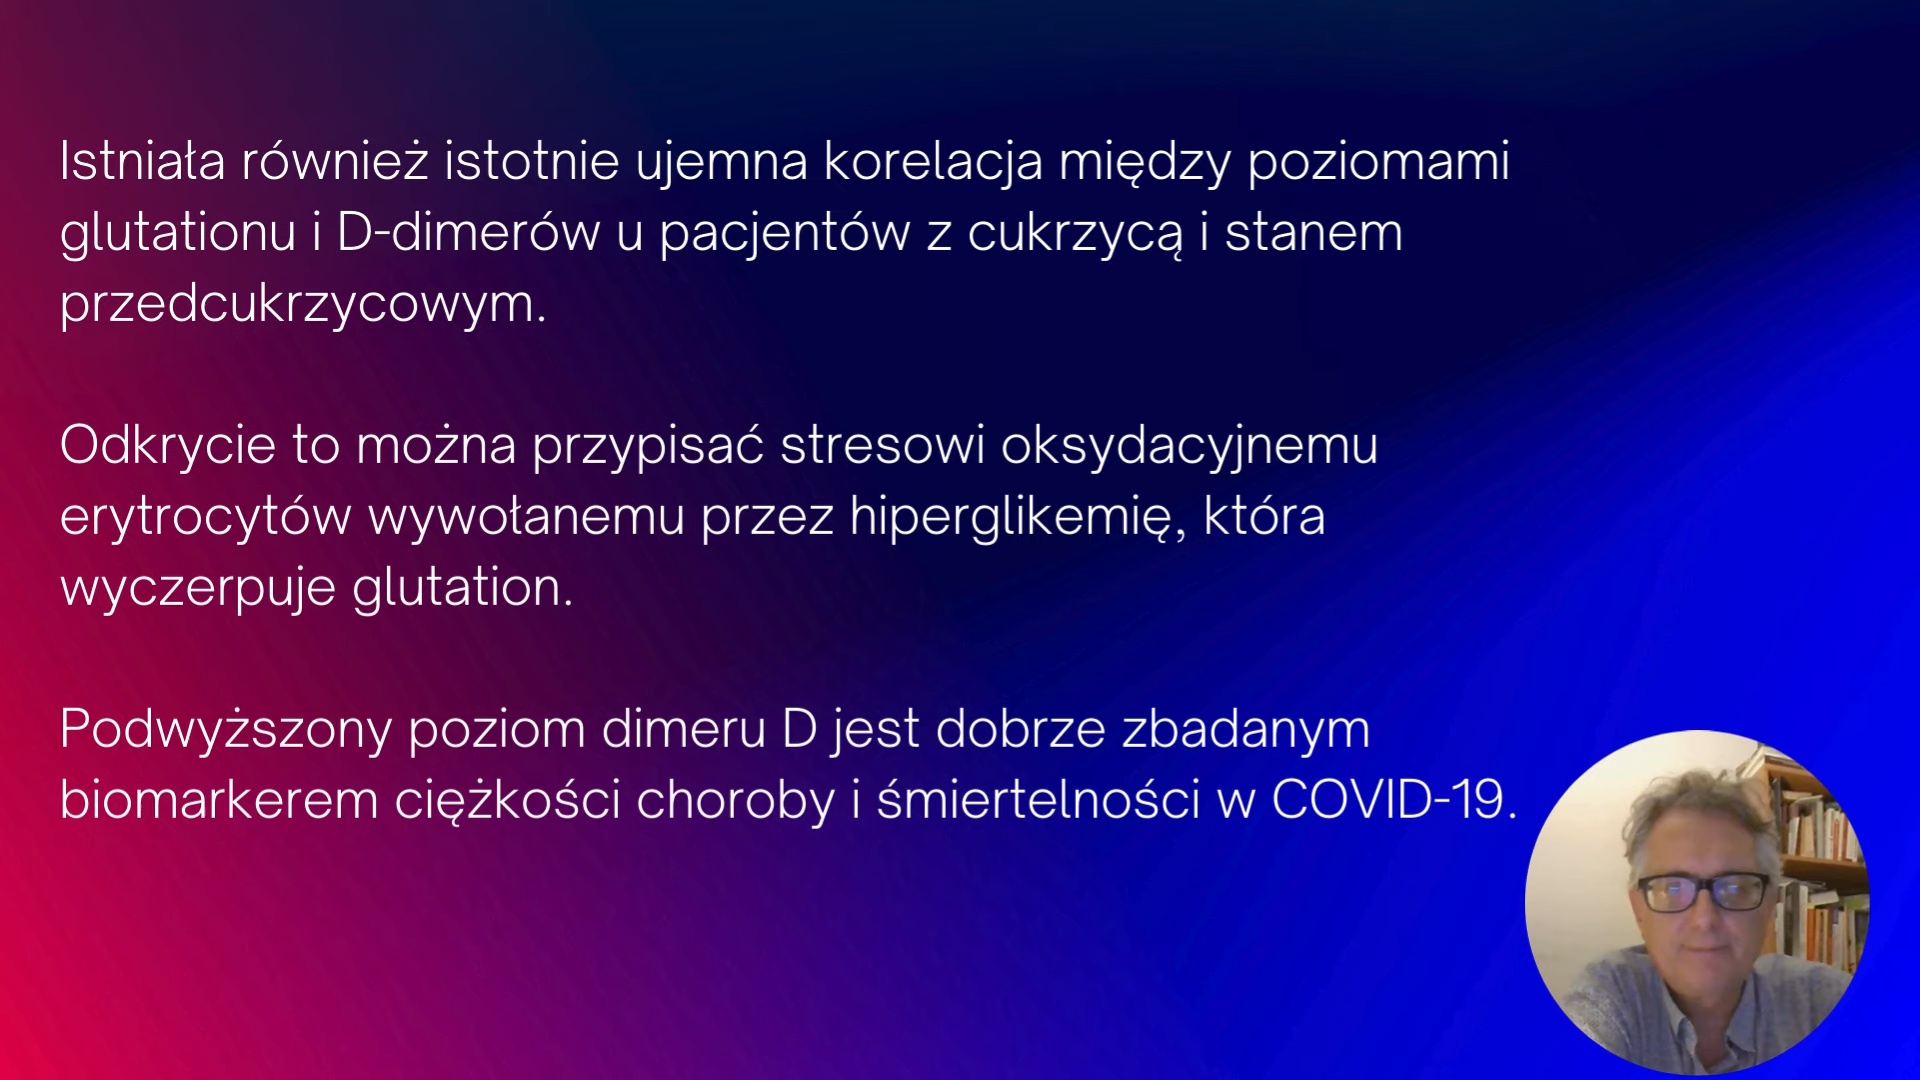 Istniała również istotnie ujemna korelacja między poziomami
glutationu i D-dimerów u pacjentów z cukrzycą i stanem
przedcukrzycowym.
Odkrycie to można przypisać stresowi oksydacyjnemu
erytrocytów wywołanemu przez hiperglikemię, która
wyczerpuje glutation.
Podwyższony poziom dimeru D jest dobrze zbadanym
biomarkerem ciężkości choroby i śmiertelności w COVID-19.